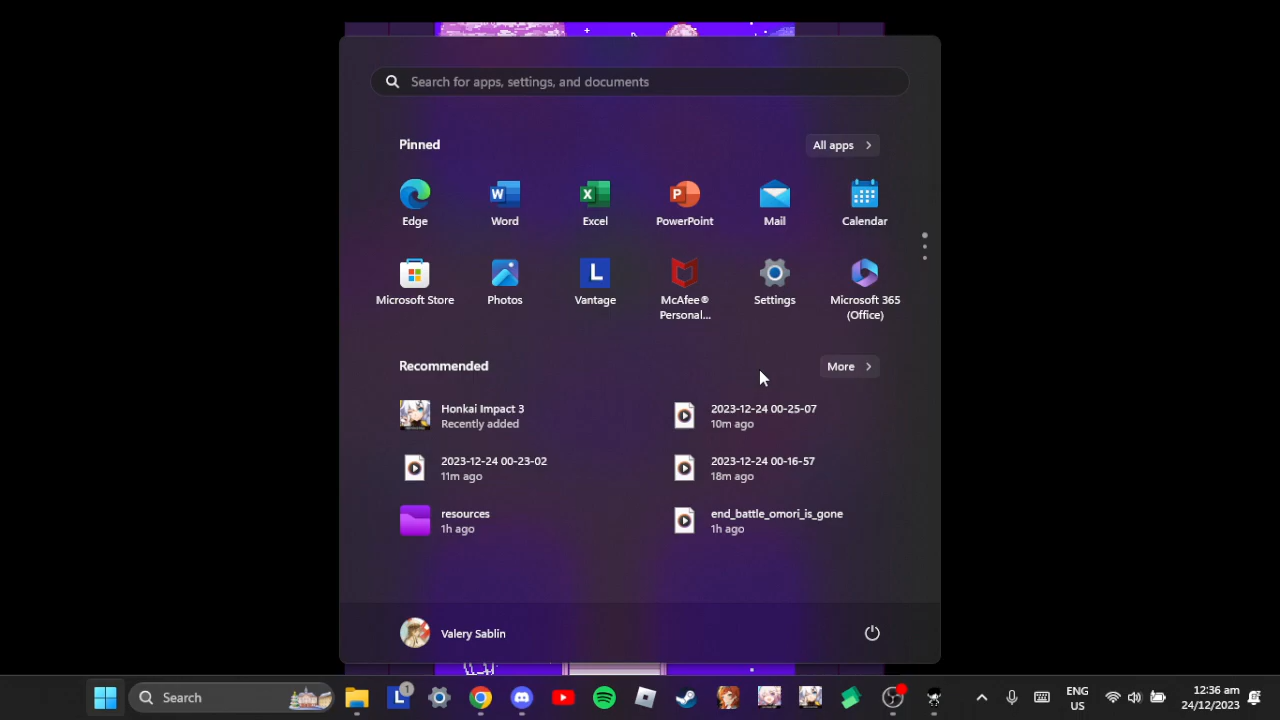 Search for apps, settings, and documents
Pinned
All apps
Edge
Word
Excel
PowerPoint
Mail
Calendar
Microsoft Store
Photos
Vantage
McAfee®
Personal...
Settings
Microsoft 365
(Office)
Recommended
More
Honkai Impact 3
Recently added
2023-12-24 00-25-07
10m ago
2023-12-24 00-23-02
11m ago
2023-12-24 00-16-57
18m ago
resources
1h ago
end_battle_omori_is_gone
1h ago
Valery Sablin
Search
1
ENG
US
12:36 am
24/12/2023